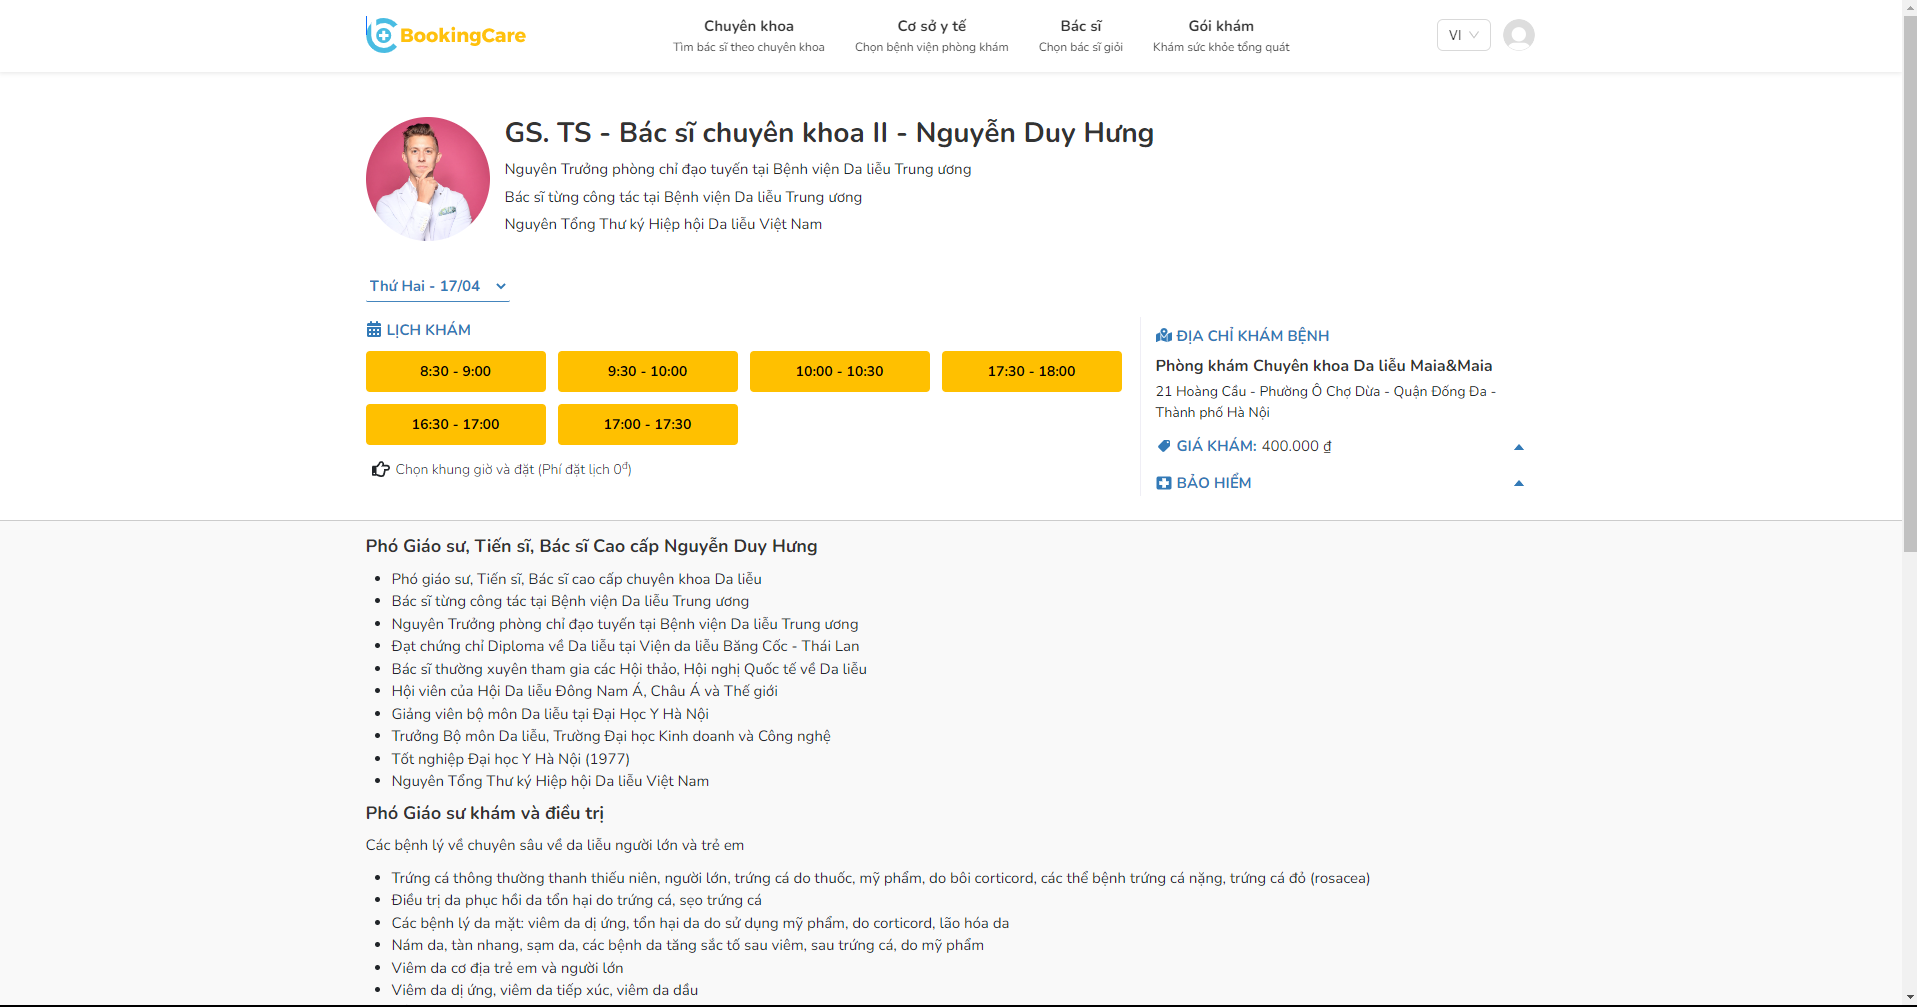 BookingCare
Chuyên khoa
Tìm bác sĩ theo chuyên khoa
Cơ sở y tế
Chọn bệnh viện phòng khám
Bác sĩ
Chọn bác sĩ giỏi
Gói khám
Khám sức khỏe tổng quát
VI
GS. TS - Bác sĩ chuyên khoa II - Nguyễn Duy Hưng
Nguyên Trưởng phòng chỉ đạo tuyến tại Bệnh viện Da liễu Trung ương
Bác sĩ từng công tác tại Bệnh viện Da liễu Trung ương
Nguyên Tổng Thư ký Hiệp hội Da liễu Việt Nam
Thứ Hai - 17/04
LỊCH KHÁM
8:30 - 9:00
9:30 - 10:00
10:00 - 10:30
17:30 - 18:00
16:30 - 17:00
17:00 - 17:30
Chọn khung giờ và đặt (Phí đặt lịch 0đ)
ĐỊA CHỈ KHÁM BỆNH
Phòng khám Chuyên khoa Da liễu Maia&Maia
21 Hoàng Cầu - Phường Ô Chợ Dừa - Quận Đống Đa -
Thành phố Hà Nội
GIÁ KHÁM: 400.000 ₫
BẢO HIỂM
Phó Giáo sư, Tiến sĩ, Bác sĩ Cao cấp Nguyễn Duy Hưng
Phó giáo sư, Tiến sĩ, Bác sĩ cao cấp chuyên khoa Da liễu
Bác sĩ từng công tác tại Bệnh viện Da liễu Trung ương
Nguyên Trưởng phòng chỉ đạo tuyến tại Bệnh viện Da liễu Trung ương
Đạt chứng chỉ Diploma về Da liễu tại Viện da liễu Băng Cốc - Thái Lan
Bác sĩ thường xuyên tham gia các Hội thảo, Hội nghị Quốc tế về Da liễu
Hội viên của Hội Da liễu Đông Nam Á, Châu Á và Thế giới
Giảng viên bộ môn Da liễu tại Đại Học Y Hà Nội
Trưởng Bộ môn Da liễu, Trường Đại học Kinh doanh và Công nghệ
Tốt nghiệp Đại học Y Hà Nội (1977)
Nguyên Tổng Thư ký Hiệp hội Da liễu Việt Nam
Phó Giáo sư khám và điều trị
Các bệnh lý về chuyên sâu về da liễu người lớn và trẻ em
Trứng cá thông thường thanh thiếu niên, người lớn, trứng cá do thuốc, mỹ phẩm, do bôi corticord, các thể bệnh trứng cá nặng, trứng cá đỏ (rosacea)
Điều trị da phục hồi da tổn hại do trứng cá, sẹo trứng cá
Các bệnh lý da mặt: viêm da dị ứng, tổn hại da do sử dụng mỹ phẩm, do corticord, lão hóa da
Nám da, tàn nhang, sạm da, các bệnh da tăng sắc tố sau viêm, sau trứng cá, do mỹ phẩm
Viêm da cơ địa trẻ em và người lớn
Viêm da dị ứng, viêm da tiếp xúc, viêm da dầu